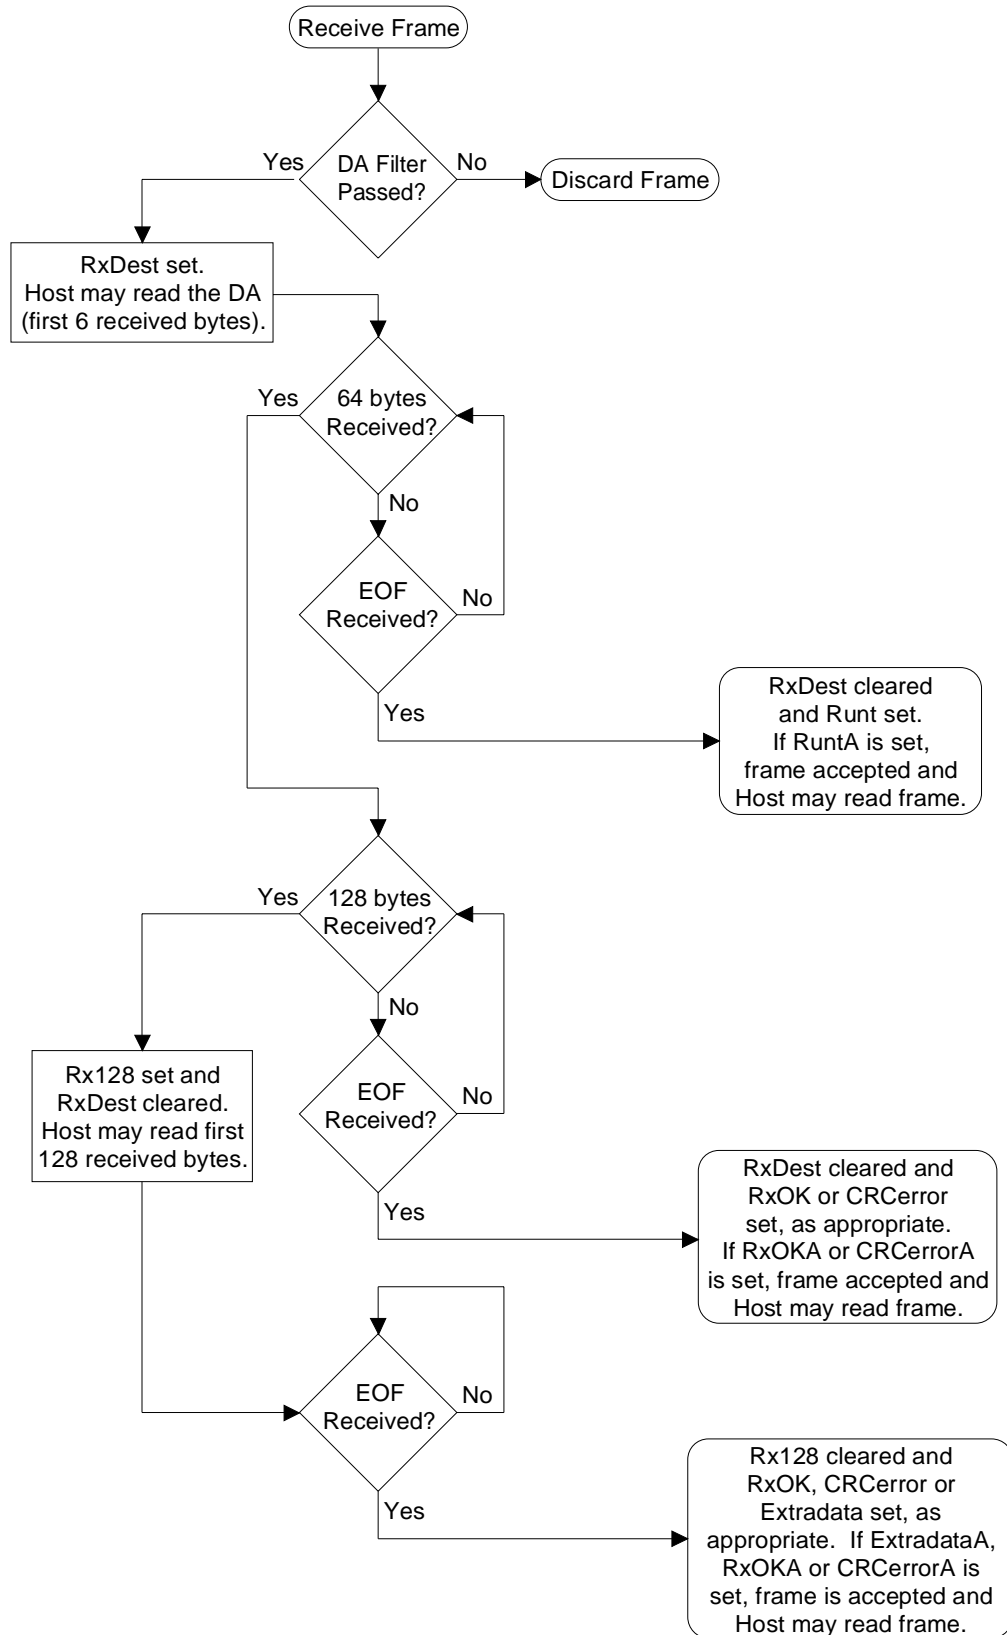 Receive Frame
Yes
DA Filter
Passed?
No
Discard Frame
RxDest set.
Host may read the DA
(first 6 received bytes).
Yes
64 bytes
Received?
No
EOF
Received?
No
Yes
RxDest cleared
and Runt set.
If RuntA is set,
frame accepted and
Host may read frame.
Yes
128 bytes
Received?
No
Rx128 set and
RxDest cleared.
Host may read first
128 received bytes.
EOF
Received?
No
Yes
RxDest cleared and
RxOK or CRCerror
set, as appropriate.
If RxOKA or CRCerrorA
is set, frame accepted and
Host may read frame.
EOF
Received?
No
Yes
Rx128 cleared and
RxOK, CRCerror or
Extradata set, as
appropriate.  If ExtradataA,
RxOKA or CRCerrorA is
set, frame is accepted and
Host may read frame.